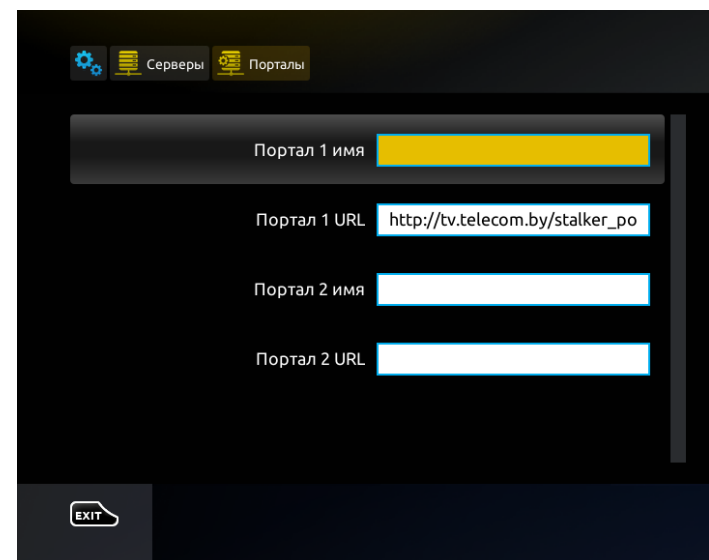 Серверы Порталы
Портал 1 имя
Портал 1 URL http://tv.telecom.by/stalker_po
Портал 2 имя
Портал 2 URL
EXIT